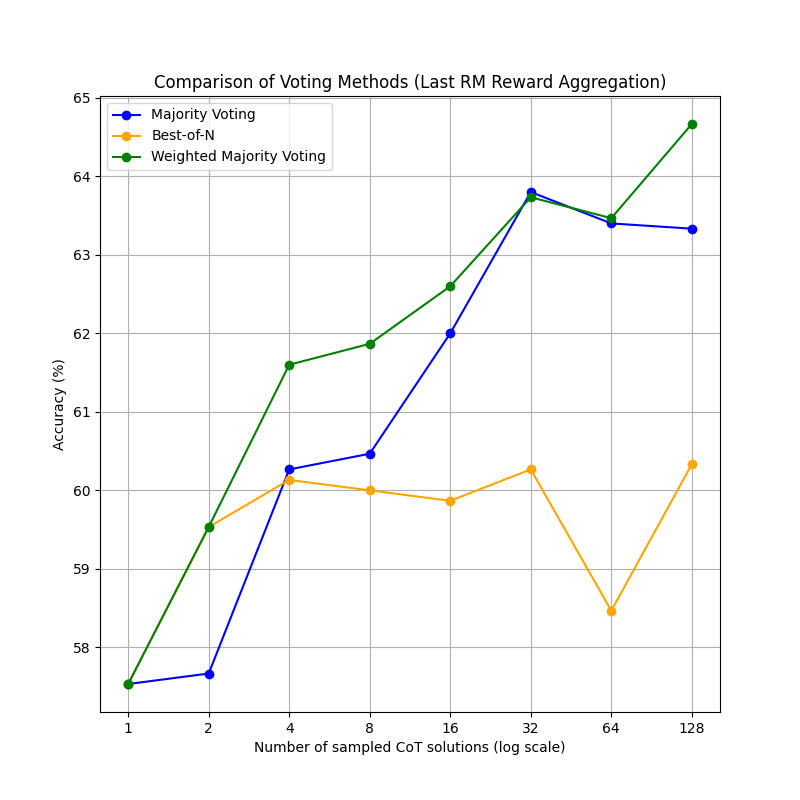 Comparison of Voting Methods (Last RM Reward Aggregation)
Majority Voting
Best-of-N
Weighted Majority Voting
65
64
63
62
61
60
59
58
Accuracy (%)
1 2 4 8 16 32 64 128
Number of sampled CoT solutions (log scale)